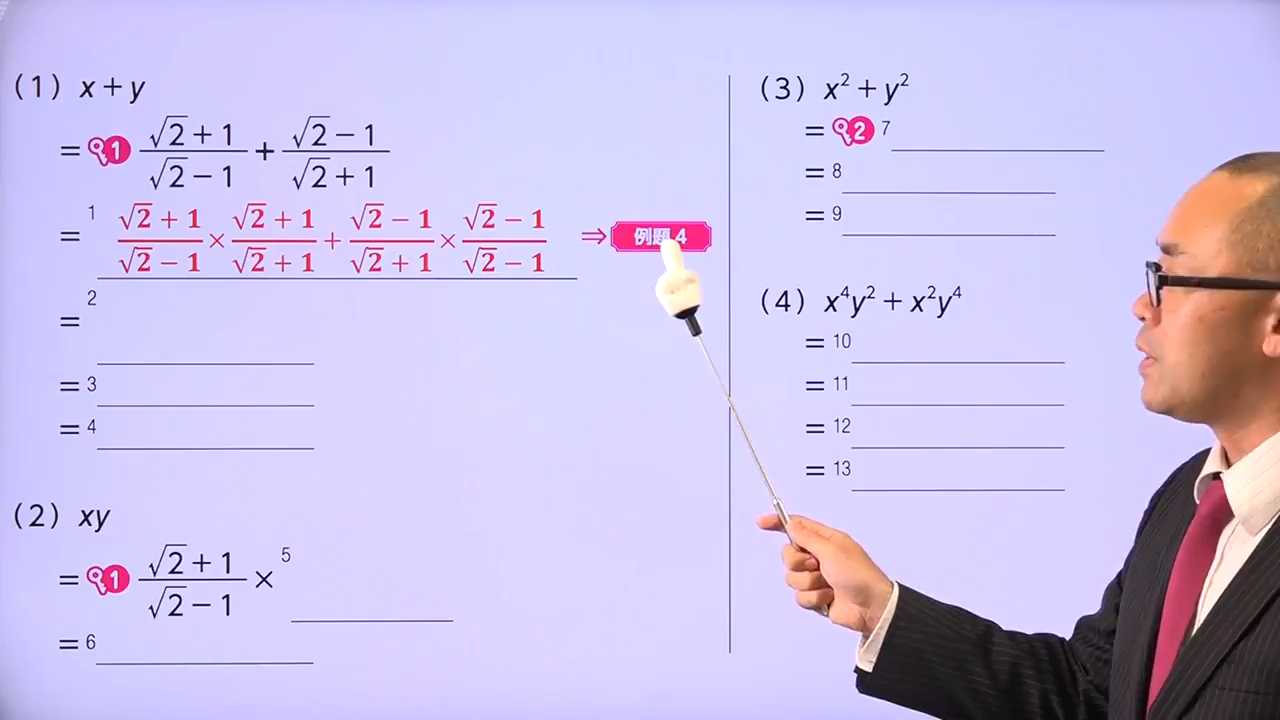 (1) x+y
= 1 (√2+1)/(√2−1) + (√2−1)/(√2+1)
= 1 (√2+1)/(√2−1) × (√2+1)/(√2+1) + (√2−1)/(√2+1) × (√2−1)/(√2−1) ⇒ 例題4
= 2
= 3
= 4
(2) xy
= 1 (√2+1)/(√2−1) × 5
= 6
(3) x²+y²
= 2 7
= 8
= 9
(4) x⁴y²+x²y⁴
= 10
= 11
= 12
= 13